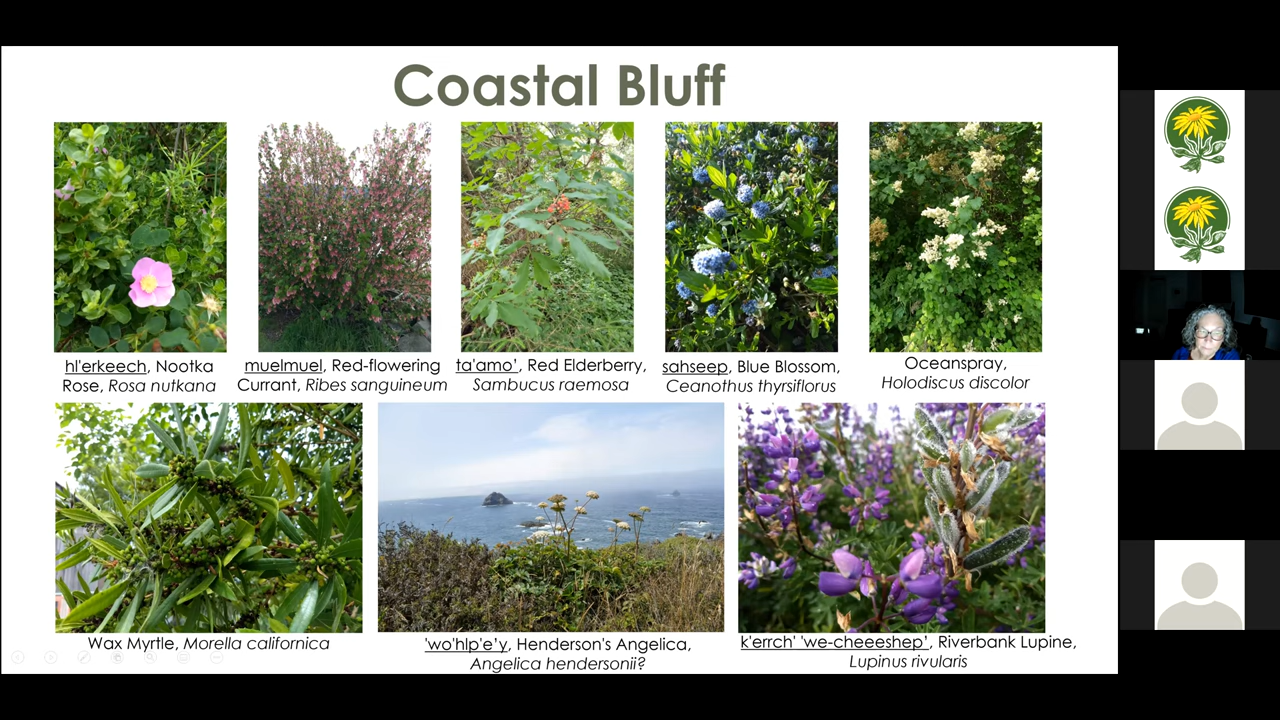 Coastal Bluff
hl'erkeech, Nootka
Rose, Rosa nutkana
muelmuel, Red-flowering
Currant, Ribes sanguineum
ta'amo', Red Elderberry,
Sambucus raemosa
sahseep, Blue Blossom,
Ceanothus thyrsiflorus
Oceanspray,
Holodiscus discolor
Wax Myrtle, Morella californica
'wo'hlp'e'y, Henderson's Angelica,
Angelica hendersonii?
k'errch' 'we-cheeeshep', Riverbank Lupine,
Lupinus rivularis